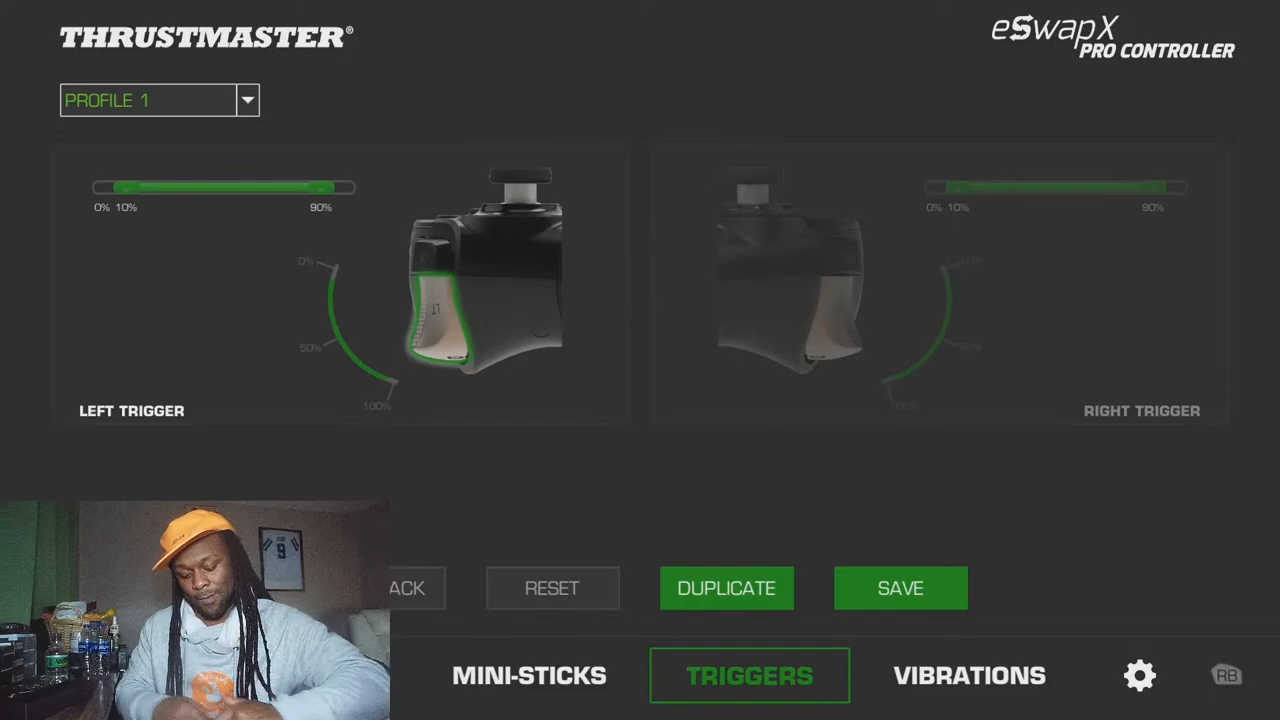 THRUSTMASTER®
eSwapX
PRO CONTROLLER
PROFILE 1
0% 10% 90%
0% 10% 90%
0%
50%
100%
LEFT TRIGGER
RIGHT TRIGGER
9
ACK
RESET
DUPLICATE
SAVE
MINI-STICKS
TRIGGERS
VIBRATIONS
RB